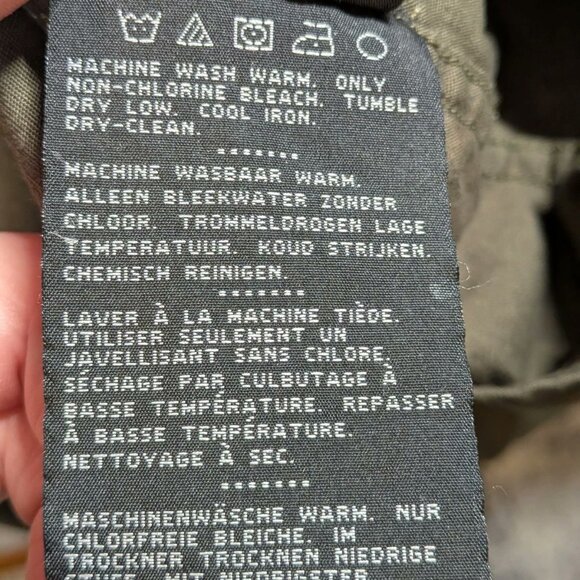 MACHINE WASH WARM. ONLY
NON-CHLORINE BLEACH. TUMBLE
DRY LOW. COOL IRON.
DRY-CLEAN.
MACHINE WASBAAR WARM.
ALLEEN BLEEKWATER ZONDER
CHLOOR. TROMMELDROGEN LAGE
TEMPERATUUR. KOUD STRIJKEN.
CHEMISCH REINIGEN.
LAVER À LA MACHINE TIÈDE.
UTILISER SEULEMENT UN
JAVELLISANT SANS CHLORE.
SÉCHAGE PAR CULBUTAGE À
BASSE TEMPÉRATURE. REPASSER
À BASSE TEMPÉRATURE.
NETTOYAGE À SEC.
MASCHINENWÄSCHE WARM. NUR
CHLORFREIE BLEICHE. IM
TROCKNER TROCKNEN NIEDRIGE
STUFE. MIT NIEDRIGSTER